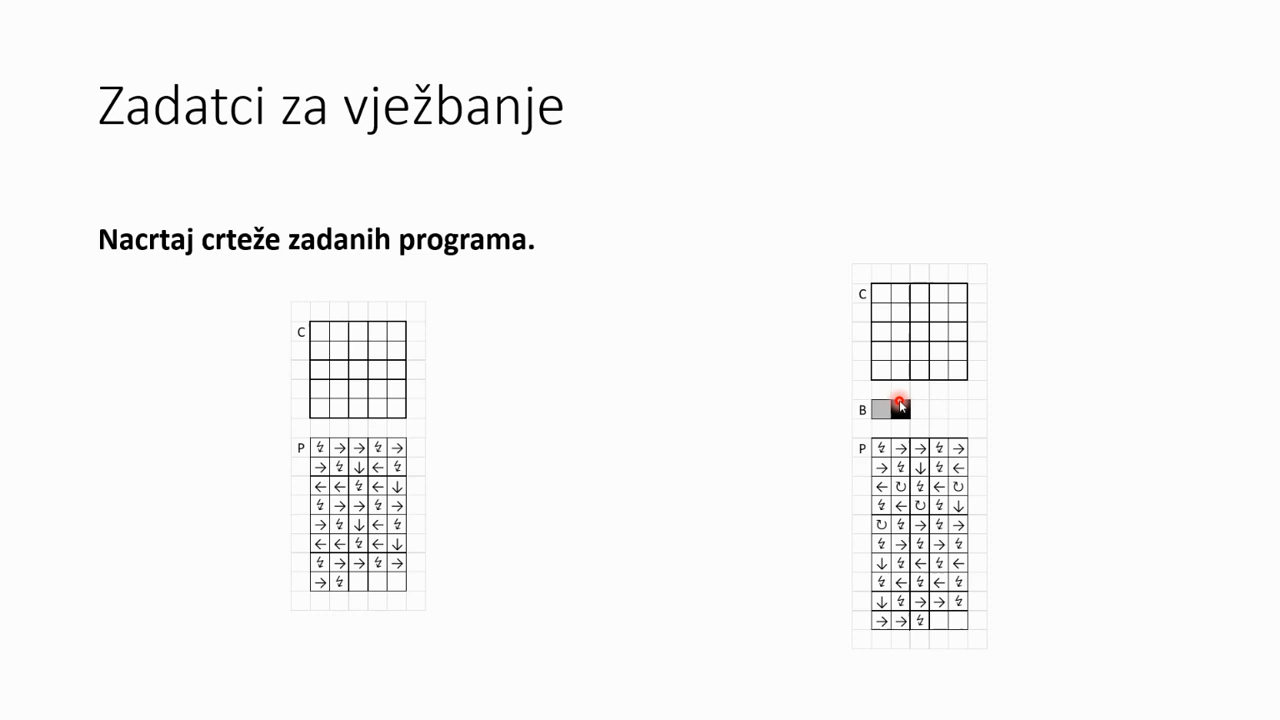 Zadatci za vježbanje
Nacrtaj crteže zadanih programa.
C
P ↯ → → ↯ →
→ ↯ ↓ ← ↯
← ← ↯ ← ↓
↯ → → ↯ →
→ ↯ ↓ ← ↯
← ← ↯ ← ↓
↯ → → ↯ →
→ ↯
C
B
P ↯ → → ↯ →
→ ↯ ↓ ↯ ←
← ↻ ↯ ← ↻
↯ ← ↻ ↯ ↓
↻ ↯ → ↯ →
↯ → ↯ → ↯
↓ ↯ ← ↯ ←
↯ ← ↯ ← ↯
↓ ↯ → → ↯
→ → ↯